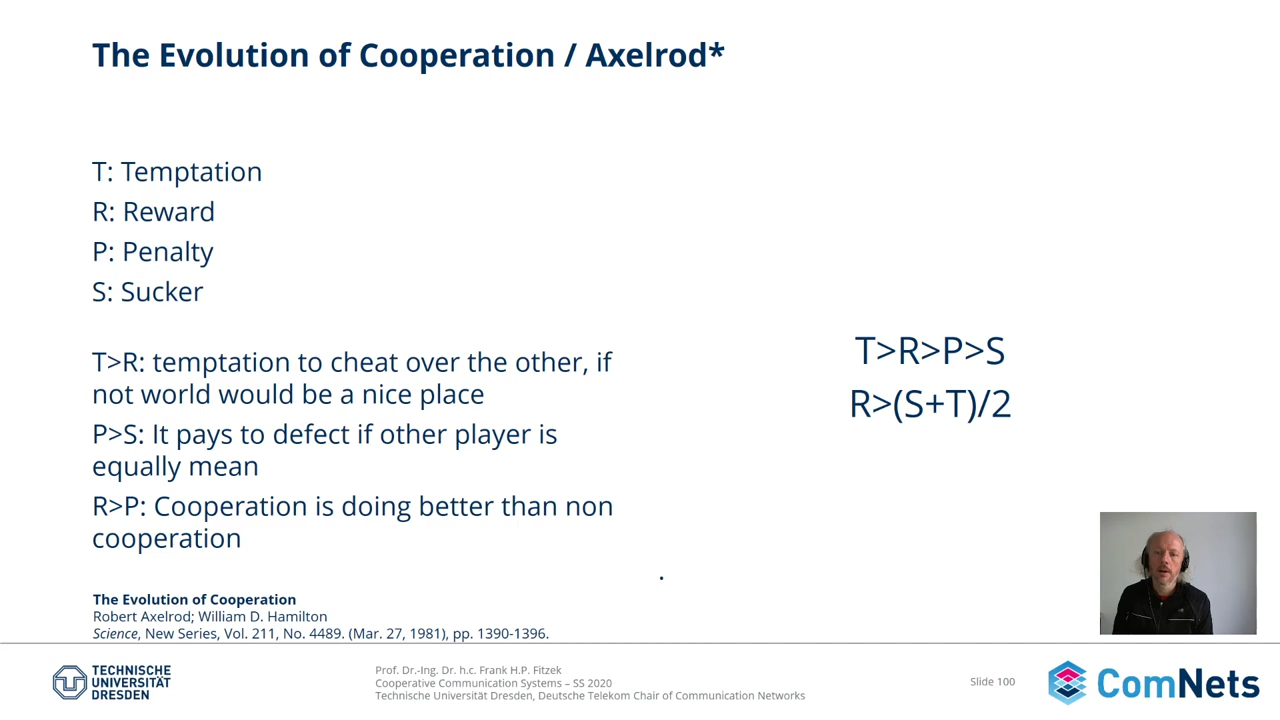 The Evolution of Cooperation / Axelrod*
T: Temptation
R: Reward
P: Penalty
S: Sucker
T>R: temptation to cheat over the other, if
not world would be a nice place
P>S: It pays to defect if other player is
equally mean
R>P: Cooperation is doing better than non
cooperation
T>R>P>S
R>(S+T)/2
.
The Evolution of Cooperation
Robert Axelrod; William D. Hamilton
Science, New Series, Vol. 211, No. 4489. (Mar. 27, 1981), pp. 1390-1396.
TECHNISCHE
UNIVERSITÄT
DRESDEN
Prof. Dr.-Ing. Dr. h.c. Frank H.P. Fitzek
Cooperative Communication Systems – SS 2020
Technische Universität Dresden, Deutsche Telekom Chair of Communication Networks
Slide 100
ComNets